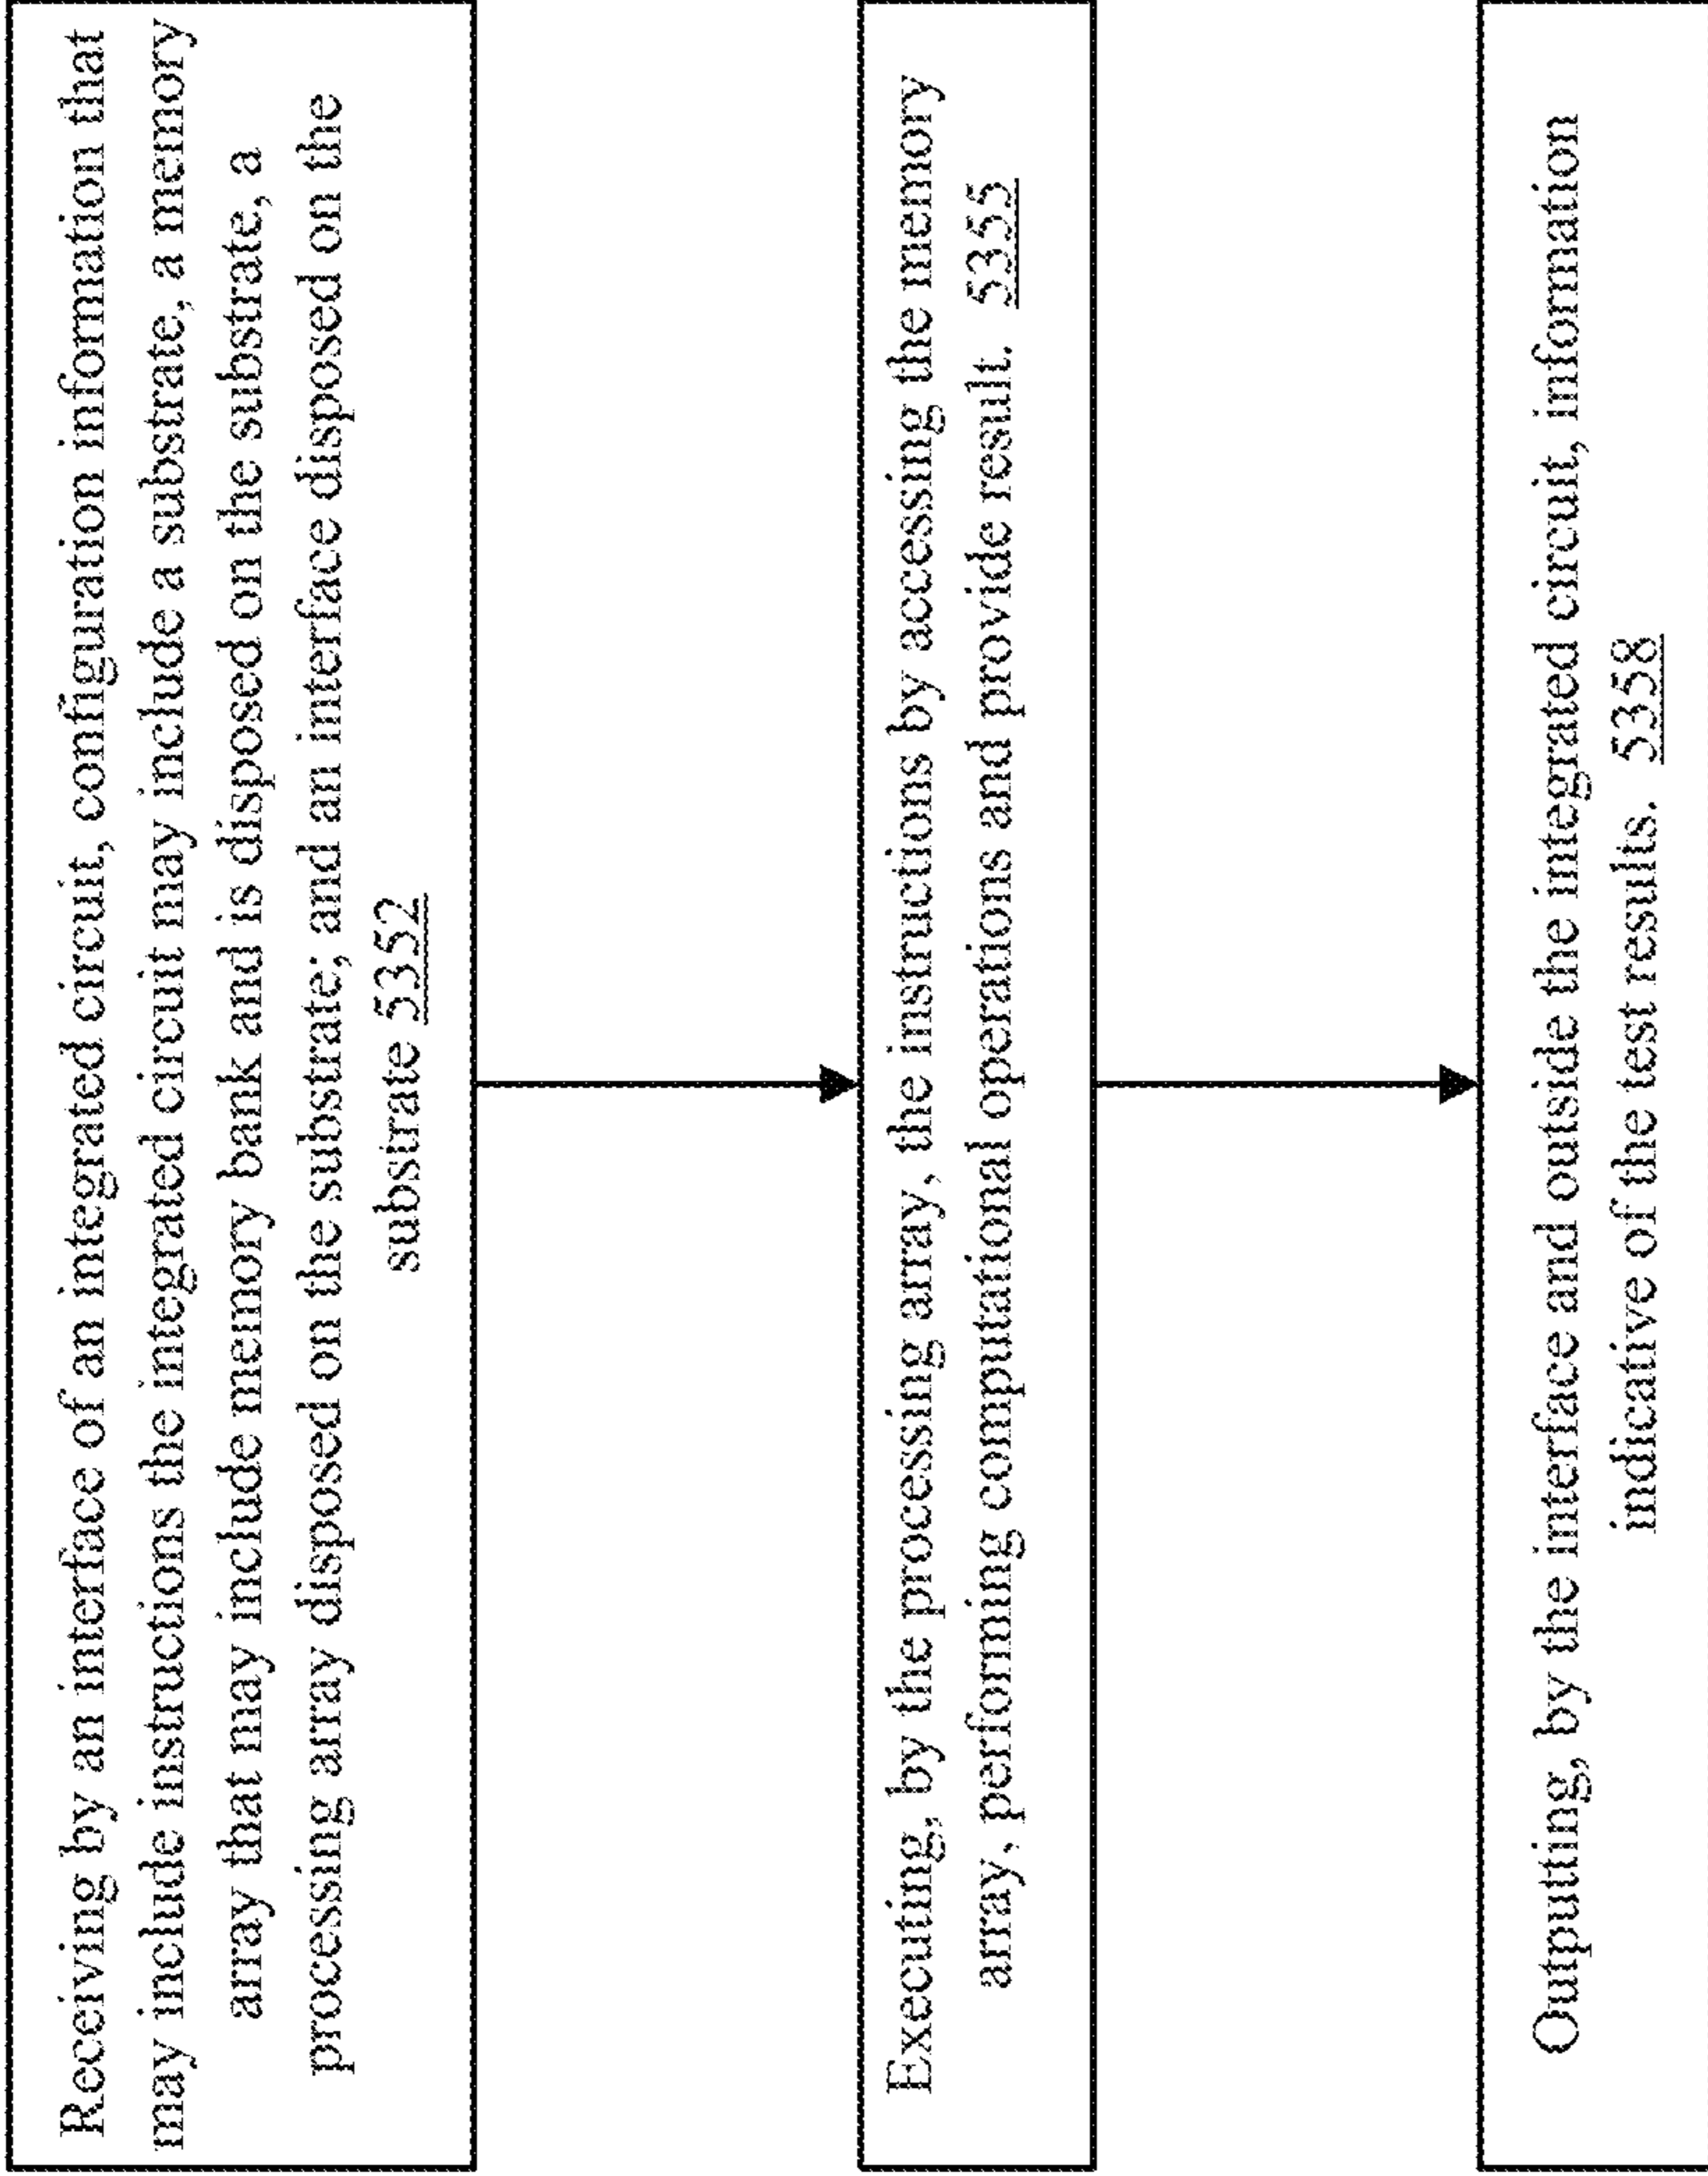 Receiving by an interface of an integrated circuit, configuration information that
may include instructions the integrated circuit may include a substrate, a memory
array that may include memory bank and is disposed on the substrate, a
processing array disposed on the substrate; and an interface disposed on the
substrate 5352
Executing, by the processing array, the instructions by accessing the memory
array, performing computational operations and provide result. 5355
Outputing, by the interface and outside the integrated circuit, information
indicative of the test results. 5358